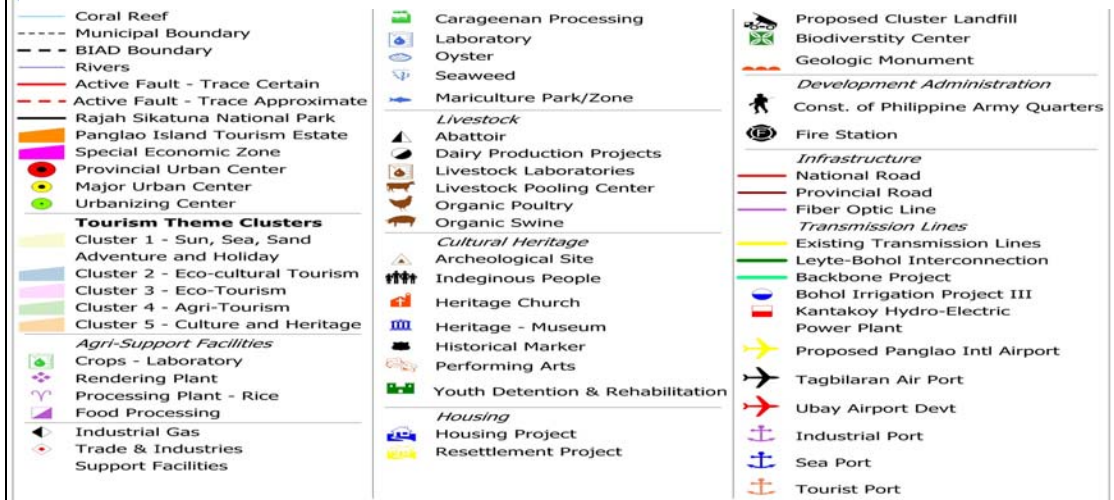 Coral Reef
Municipal Boundary
BIAD Boundary
Rivers
Active Fault - Trace Certain
Active Fault - Trace Approximate
Rajah Sikatuna National Park
Panglao Island Tourism Estate
Special Economic Zone
Provincial Urban Center
Major Urban Center
Urbanizing Center
Tourism Theme Clusters
Cluster 1 - Sun, Sea, Sand
Adventure and Holiday
Cluster 2 - Eco-cultural Tourism
Cluster 3 - Eco-Tourism
Cluster 4 - Agri-Tourism
Cluster 5 - Culture and Heritage
Agri-Support Facilities
Crops - Laboratory
Rendering Plant
Processing Plant - Rice
Food Processing
Industrial Gas
Trade & Industries
Support Facilities
Carageenan Processing
Laboratory
Oyster
Seaweed
Mariculture Park/Zone
Livestock
Abattoir
Dairy Production Projects
Livestock Laboratories
Livestock Pooling Center
Organic Poultry
Organic Swine
Cultural Heritage
Archeological Site
Indeginous People
Heritage Church
Heritage - Museum
Historical Marker
Performing Arts
Youth Detention & Rehabilitation
Housing
Housing Project
Resettlement Project
Proposed Cluster Landfill
Biodiverstity Center
Geologic Monument
Development Administration
Const. of Philippine Army Quarters
F
Fire Station
Infrastructure
National Road
Provincial Road
Fiber Optic Line
Transmission Lines
Existing Transmission Lines
Leyte-Bohol Interconnection
Backbone Project
Bohol Irrigation Project III
Kantakoy Hydro-Electric
Power Plant
Proposed Panglao Intl Airport
Tagbilaran Air Port
Ubay Airport Devt
Industrial Port
Sea Port
Tourist Port